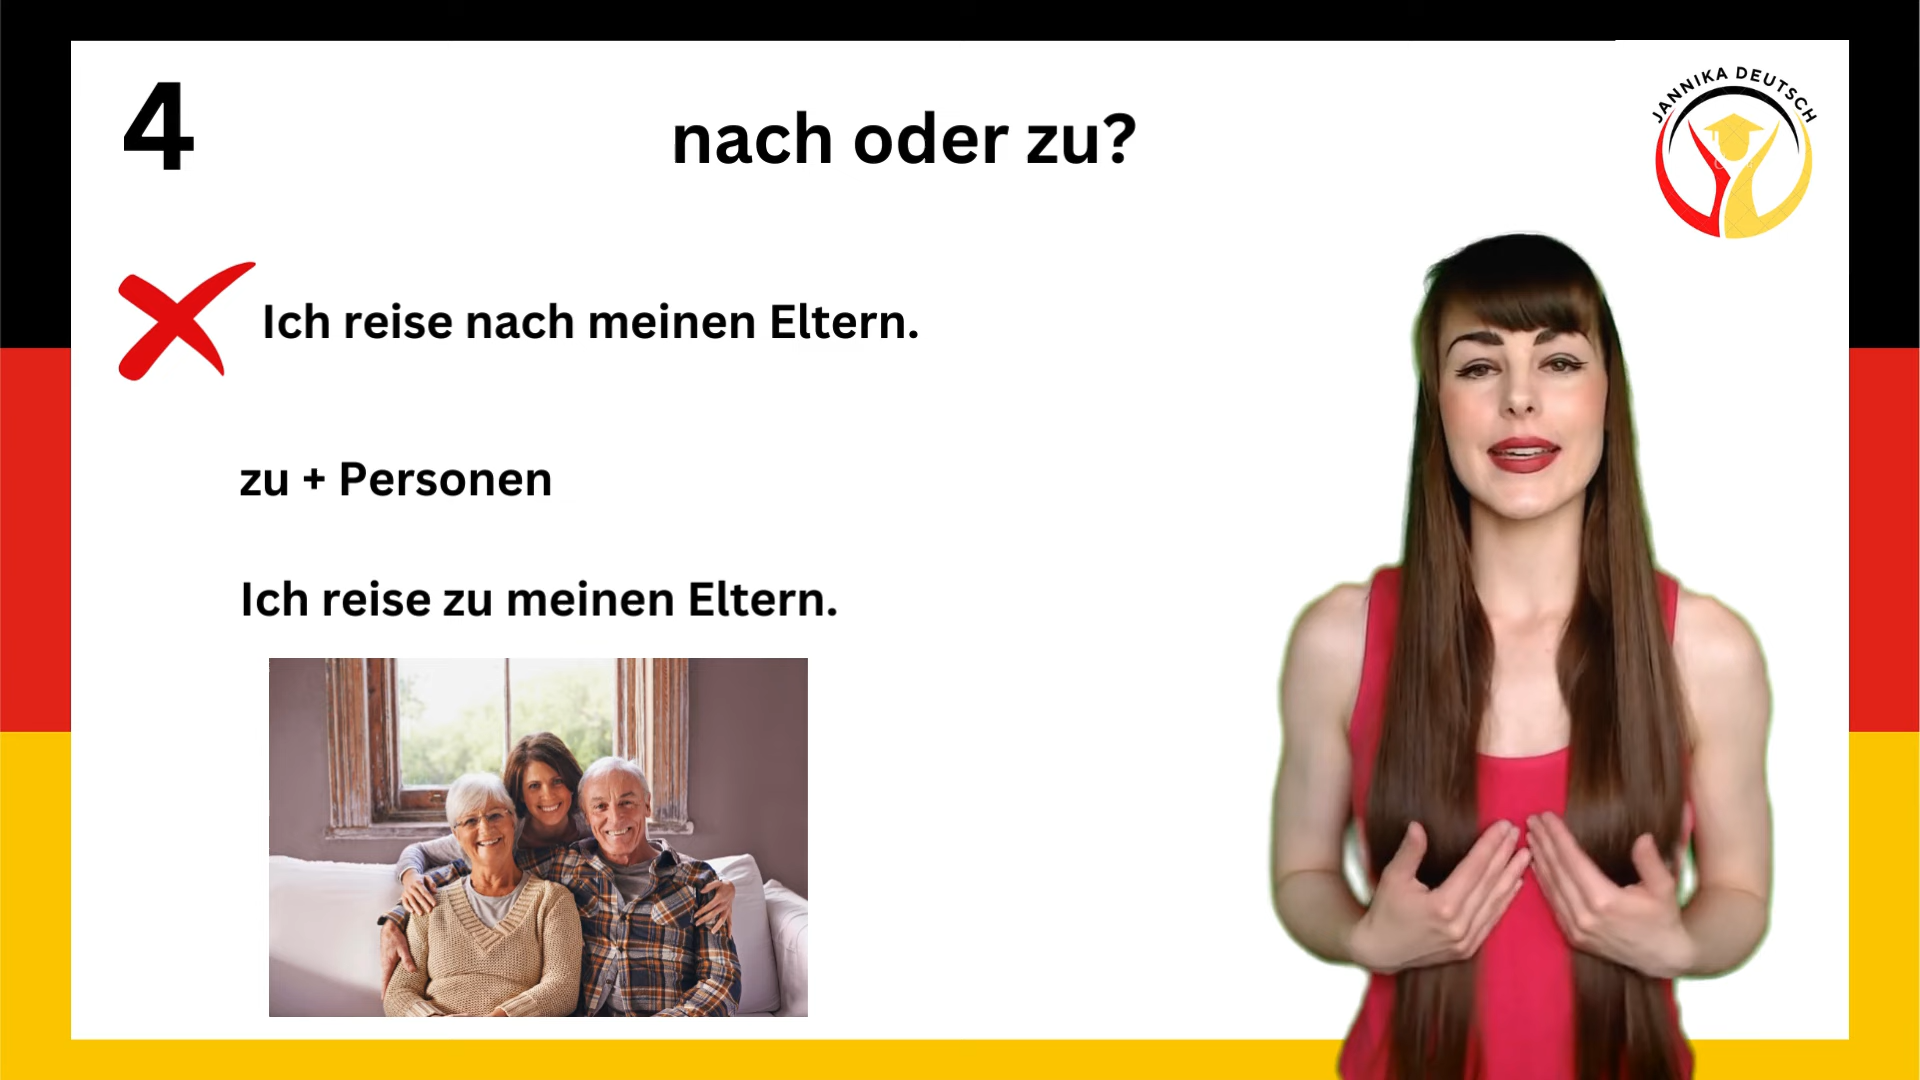 4
nach oder zu?
JANNIKA DEUTSCH
Ich reise nach meinen Eltern.
zu + Personen
Ich reise zu meinen Eltern.